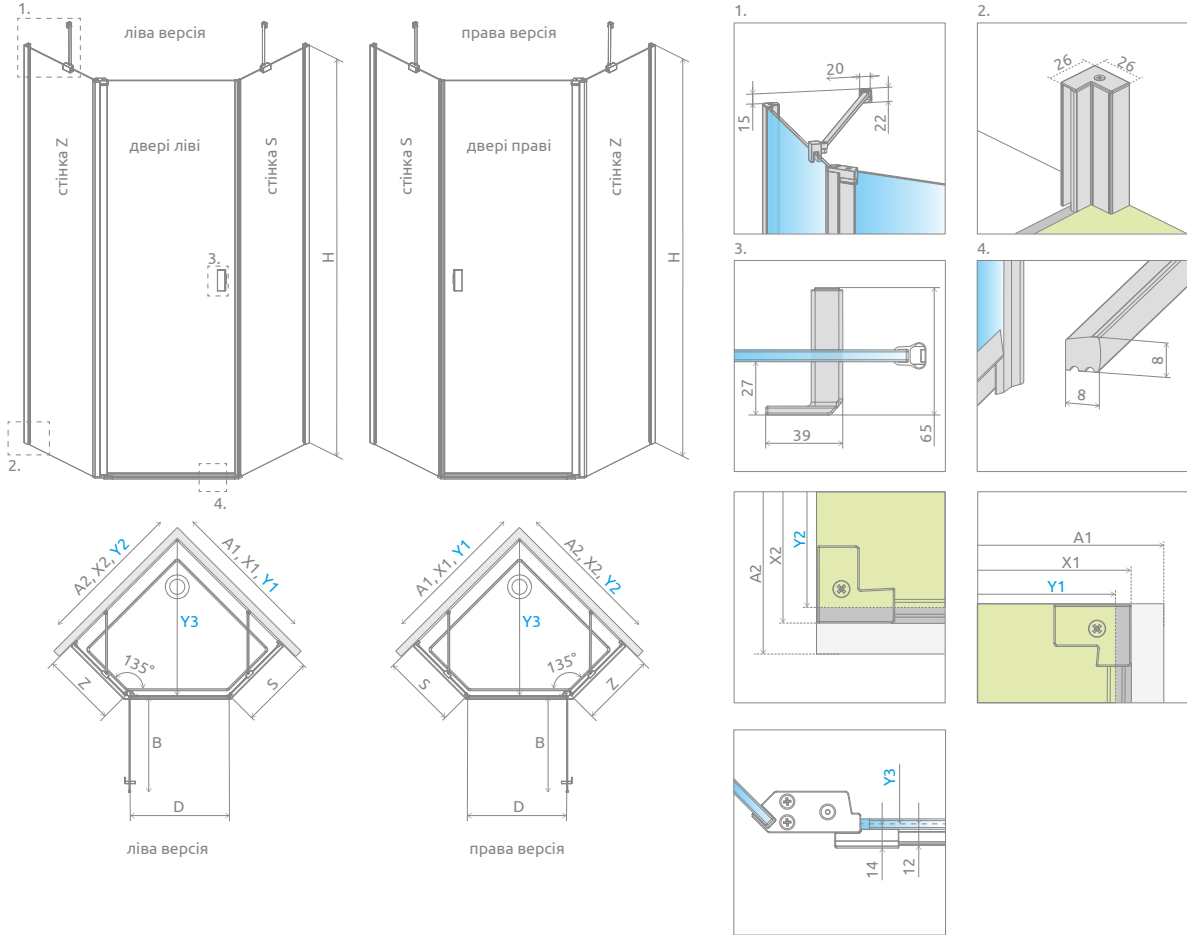 1.
ліва версія
стінка Z
двері ліві
стінка S
H
3.
2.
4.
права версія
стінка S
двері праві
стінка Z
H
A2, X2, Y2
A1, X1, Y1
Y3
135°
Z
S
B
D
ліва версія
A1, X1, Y1
A2, X2, Y2
Y3
135°
S
Z
B
D
права версія
1.
20
15
22
2.
26
26
3.
27
39
65
4.
8
8
A2
X2
Y2
A1
X1
Y1
Y3
14
12